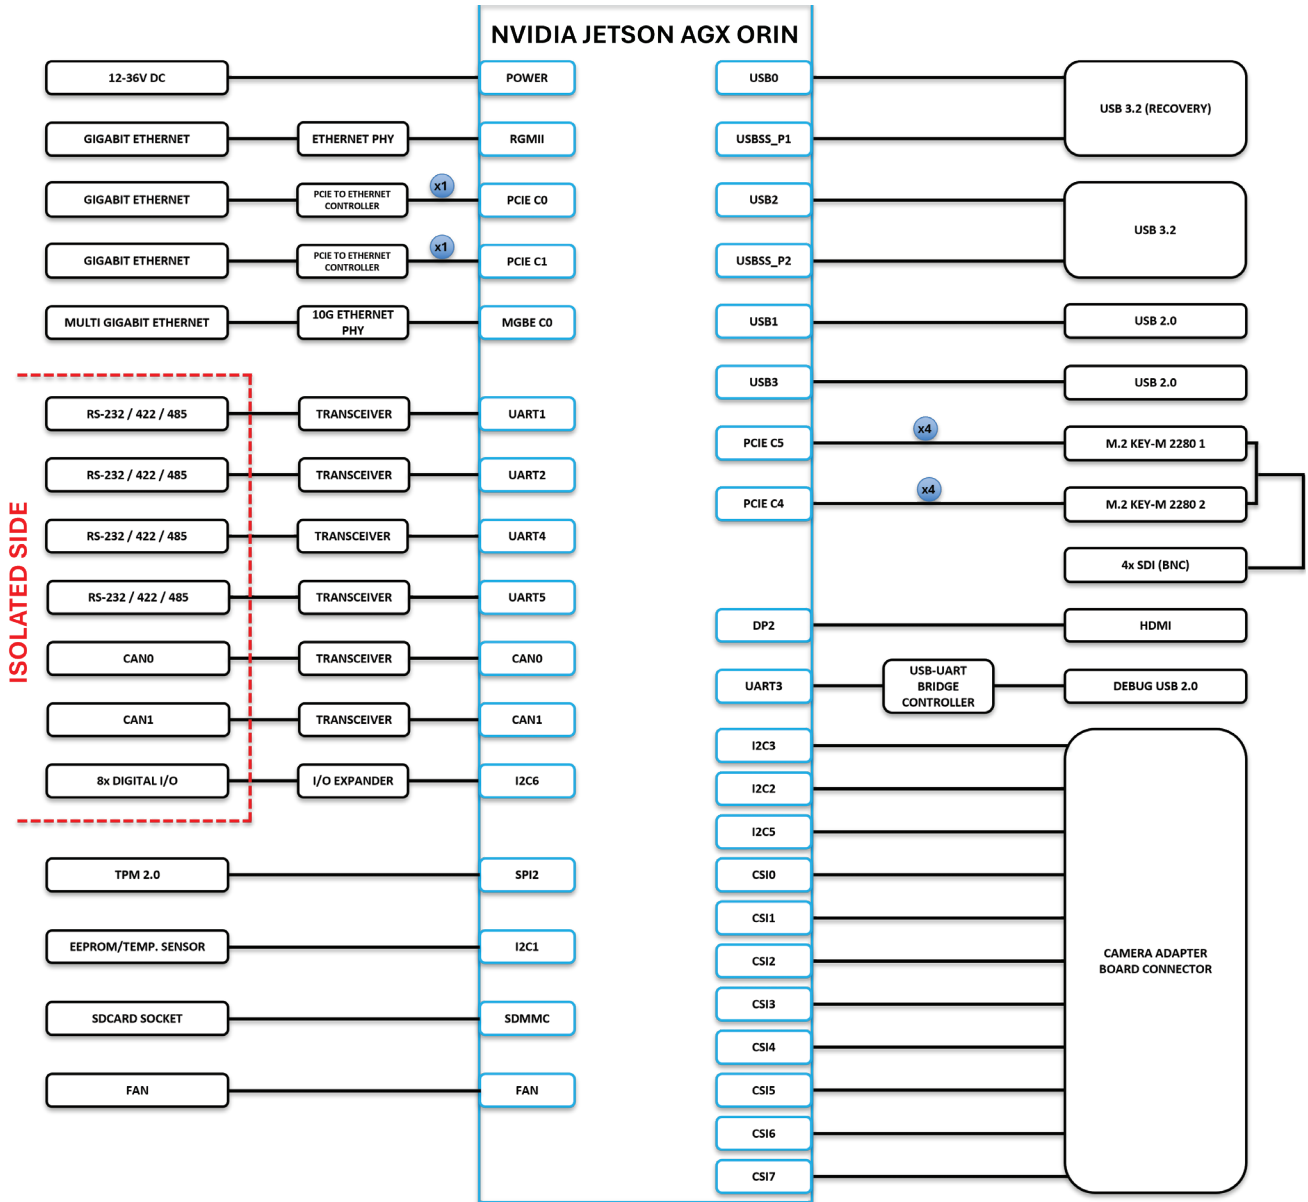 NVIDIA JETSON AGX ORIN
12-36V DC
POWER
GIGABIT ETHERNET
ETHERNET PHY
RGMII
GIGABIT ETHERNET
PCIE TO ETHERNET
CONTROLLER
x1
PCIE C0
GIGABIT ETHERNET
PCIE TO ETHERNET
CONTROLLER
x1
PCIE C1
MULTI GIGABIT ETHERNET
10G ETHERNET
PHY
MGBE C0
ISOLATED SIDE
RS-232 / 422 / 485
TRANSCEIVER
UART1
RS-232 / 422 / 485
TRANSCEIVER
UART2
RS-232 / 422 / 485
TRANSCEIVER
UART4
RS-232 / 422 / 485
TRANSCEIVER
UART5
CAN0
TRANSCEIVER
CAN0
CAN1
TRANSCEIVER
CAN1
8x DIGITAL I/O
I/O EXPANDER
I2C6
TPM 2.0
SPI2
EEPROM/TEMP. SENSOR
I2C1
SDCARD SOCKET
SDMMC
FAN
FAN
USB0
USBSS_P1
USB 3.2 (RECOVERY)
USB2
USBSS_P2
USB 3.2
USB1
USB 2.0
USB3
USB 2.0
PCIE C5
x4
M.2 KEY-M 2280 1
PCIE C4
x4
M.2 KEY-M 2280 2
4x SDI (BNC)
DP2
HDMI
UART3
USB-UART
BRIDGE
CONTROLLER
DEBUG USB 2.0
I2C3
I2C2
I2C5
CSI0
CSI1
CSI2
CSI3
CSI4
CSI5
CSI6
CSI7
CAMERA ADAPTER
BOARD CONNECTOR